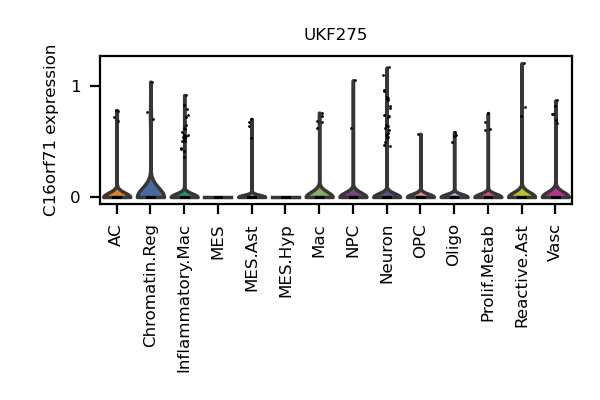 UKF275
C16orf71 expression
1
0
AC
Chromatin.Reg
Inflammatory.Mac
MES
MES.Ast
MES.Hyp
Mac
NPC
Neuron
OPC
Oligo
Prolif.Metab
Reactive.Ast
Vasc